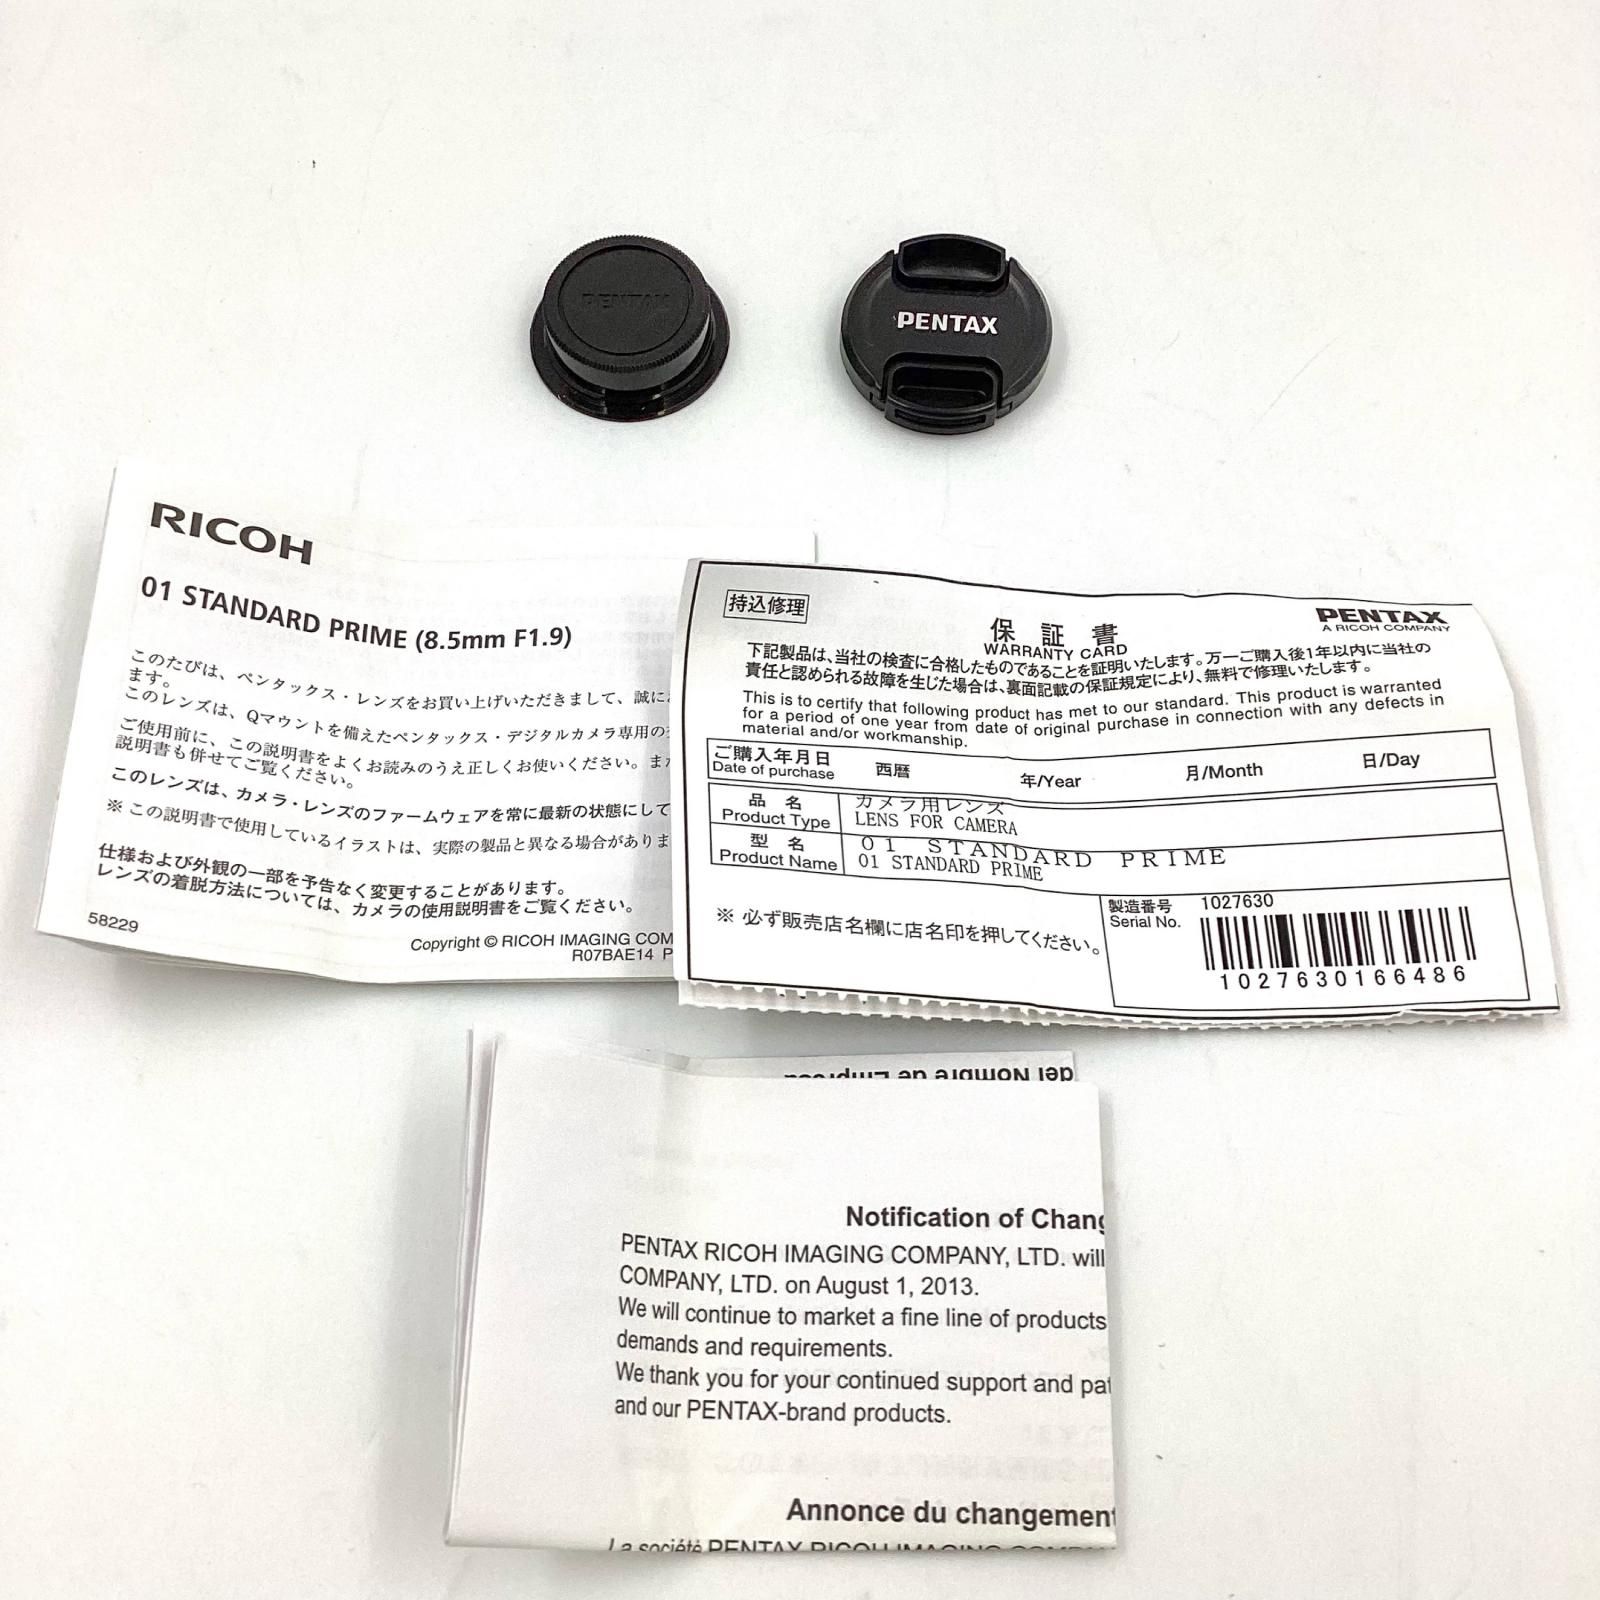 PENTAX
PENTAX
RICOH
01 STANDARD PRIME (8.5mm F1.9)
このたびは、ペンタックス・レンズをお買い上げいただきまして、誠に
ます。
このレンズは、Qマウントを備えたペンタックス・デジタルカメラ専用の
ご使用前に、この説明書をよくお読みのうえ正しくお使いください。ま
説明書も併せてご覧ください。
このレンズは、カメラ・レンズのファームウェアを常に最新の状態にして
※ この説明書で使用しているイラストは、実際の製品と異なる場合がありま
仕様および外観の一部を予告なく変更することがあります。
レンズの着脱方法については、カメラの使用説明書をご覧ください。
58229
Copyright © RICOH IMAGING COM
R07BAE14 P
持込修理
保証書
WARRANTY CARD
PENTAX
A RICOH COMPANY
下記製品は、当社の検査に合格したものであることを証明いたします。万一ご購入後1年以内に当社の
責任と認められる故障を生じた場合は、裏面記載の保証規定により、無料で修理いたします。
This is to certify that following product has met to our standard. This product is warranted
for a period of one year from date of original purchase in connection with any defects in
material and/or workmanship.
ご購入年月日 西暦 年/Year 月/Month 日/Day
Date of purchase
品 名 カメラ用レンズ
Product Type LENS FOR CAMERA
型 名 01 STANDARD PRIME
Product Name 01 STANDARD PRIME
※ 必ず販売店名欄に店名印を押してください。
製造番号 1027630
Serial No.
1027630166486
del Nombre de Empresa
Notification of Chang
PENTAX RICOH IMAGING COMPANY, LTD. will
COMPANY, LTD. on August 1, 2013.
We will continue to market a fine line of products
demands and requirements.
We thank you for your continued support and pat
and our PENTAX-brand products.
Annonce du changement
La société PENTAX RICOH IMAGING COMPA